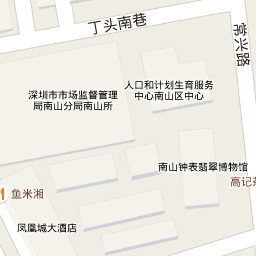 丁头南巷
常兴路
深圳市市场监督管理
局南山分局南山所
人口和计划生育服务
中心南山区中心
南山钟表翡翠博物馆
高记
鱼米湘
凤凰城大酒店